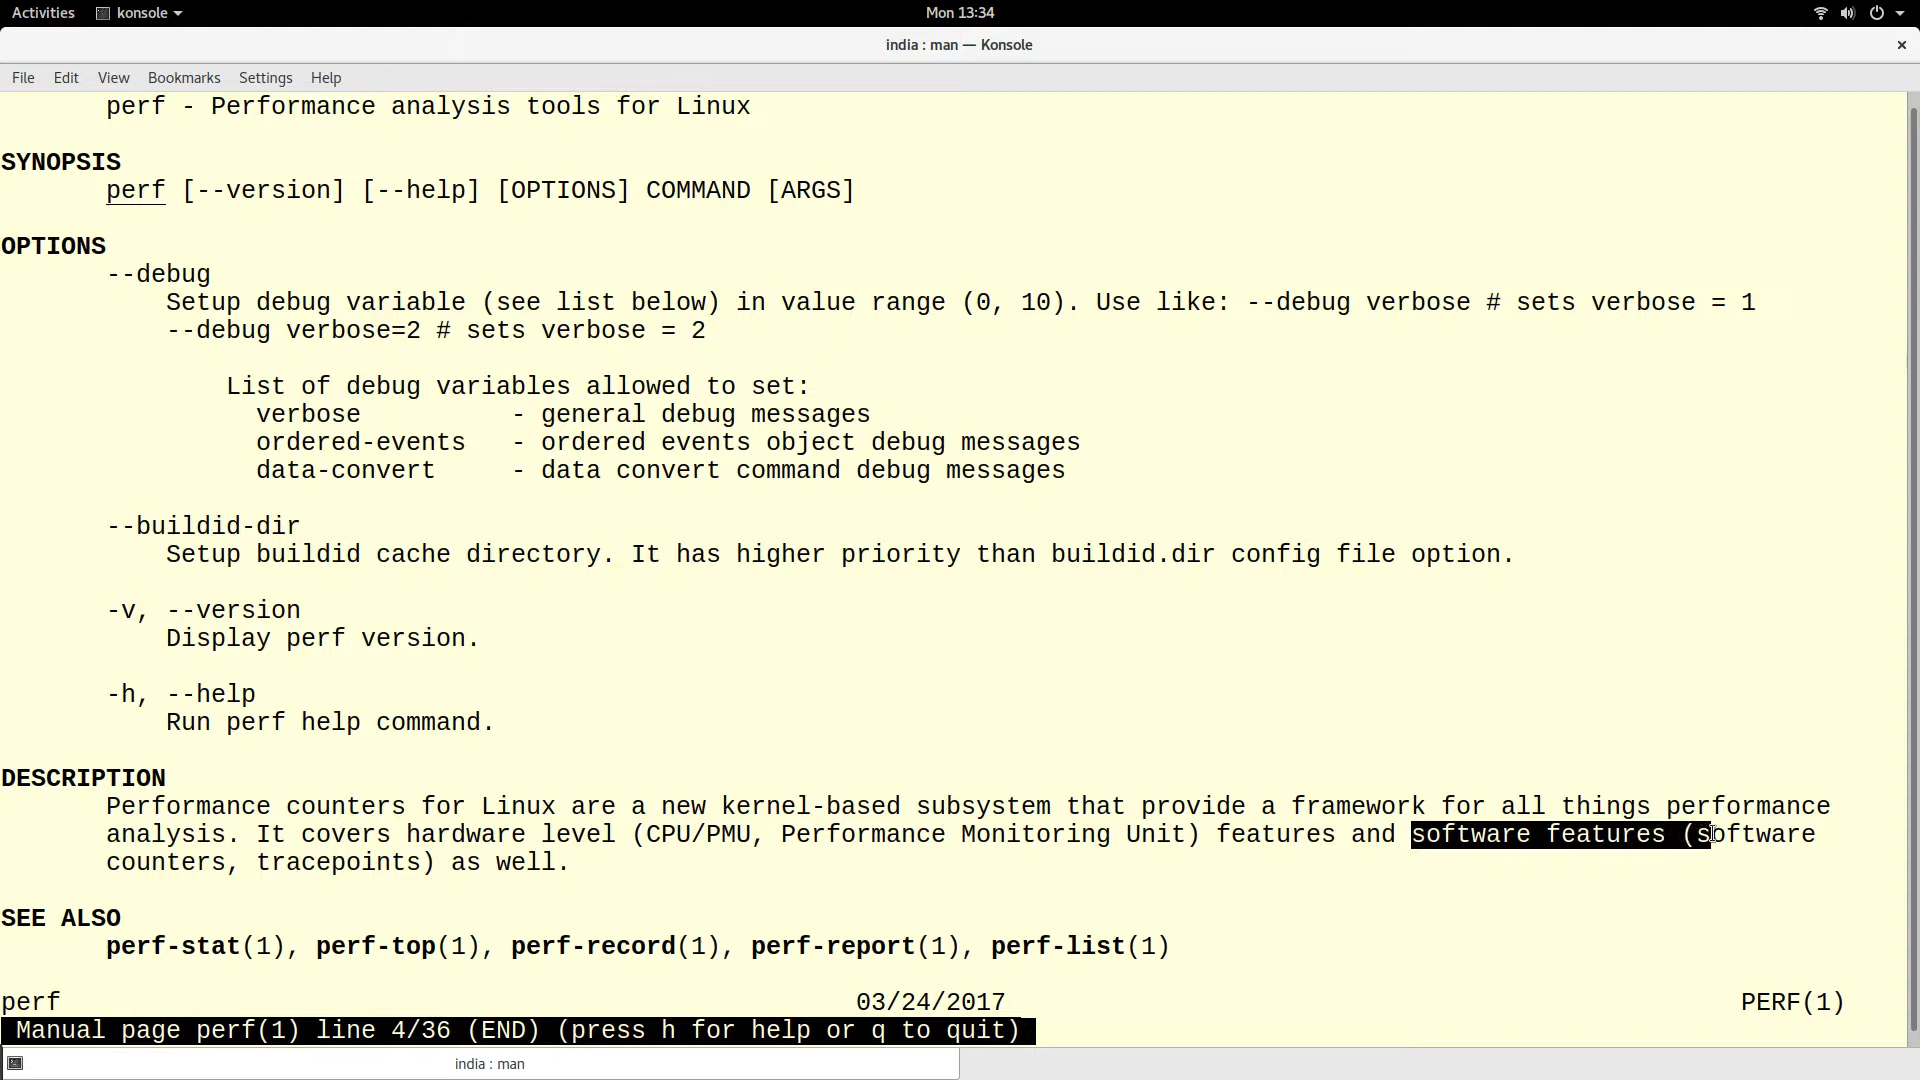 Activities konsole Mon 13:34
india : man — Konsole ×
File Edit View Bookmarks Settings Help
perf - Performance analysis tools for Linux
SYNOPSIS
perf [--version] [--help] [OPTIONS] COMMAND [ARGS]
OPTIONS
--debug
Setup debug variable (see list below) in value range (0, 10). Use like: --debug verbose # sets verbose = 1
--debug verbose=2 # sets verbose = 2
List of debug variables allowed to set:
verbose - general debug messages
ordered-events - ordered events object debug messages
data-convert - data convert command debug messages
--buildid-dir
Setup buildid cache directory. It has higher priority than buildid.dir config file option.
-v, --version
Display perf version.
-h, --help
Run perf help command.
DESCRIPTION
Performance counters for Linux are a new kernel-based subsystem that provide a framework for all things performance
analysis. It covers hardware level (CPU/PMU, Performance Monitoring Unit) features and software features (software
counters, tracepoints) as well.
SEE ALSO
perf-stat(1), perf-top(1), perf-record(1), perf-report(1), perf-list(1)
perf 03/24/2017 PERF(1)
Manual page perf(1) line 4/36 (END) (press h for help or q to quit)
india : man